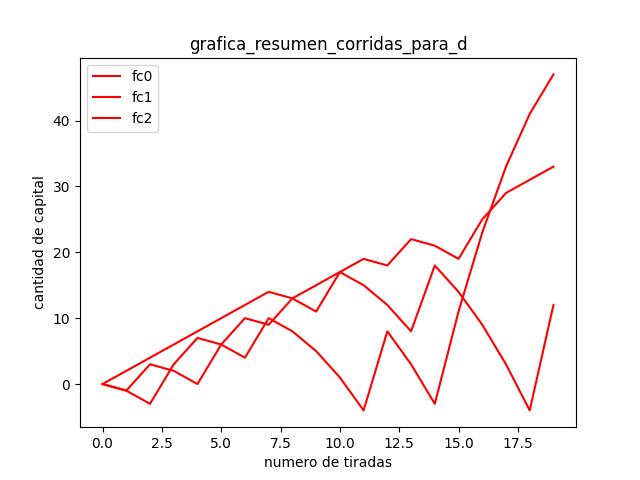 grafica_resumen_corridas_para_d
fc0
fc1
fc2
cantidad de capital
40
30
20
10
0
0.0 2.5 5.0 7.5 10.0 12.5 15.0 17.5
numero de tiradas